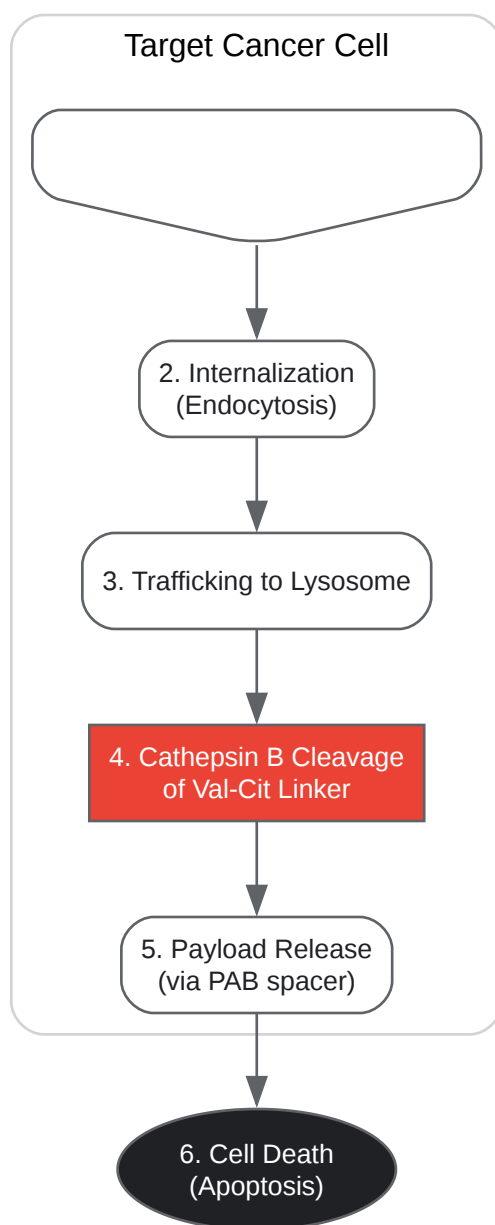 Target Cancer Cell
2. Internalization
(Endocytosis)
3. Trafficking to Lysosome
4. Cathepsin B Cleavage
of Val-Cit Linker
5. Payload Release
(via PAB spacer)
6. Cell Death
(Apoptosis)